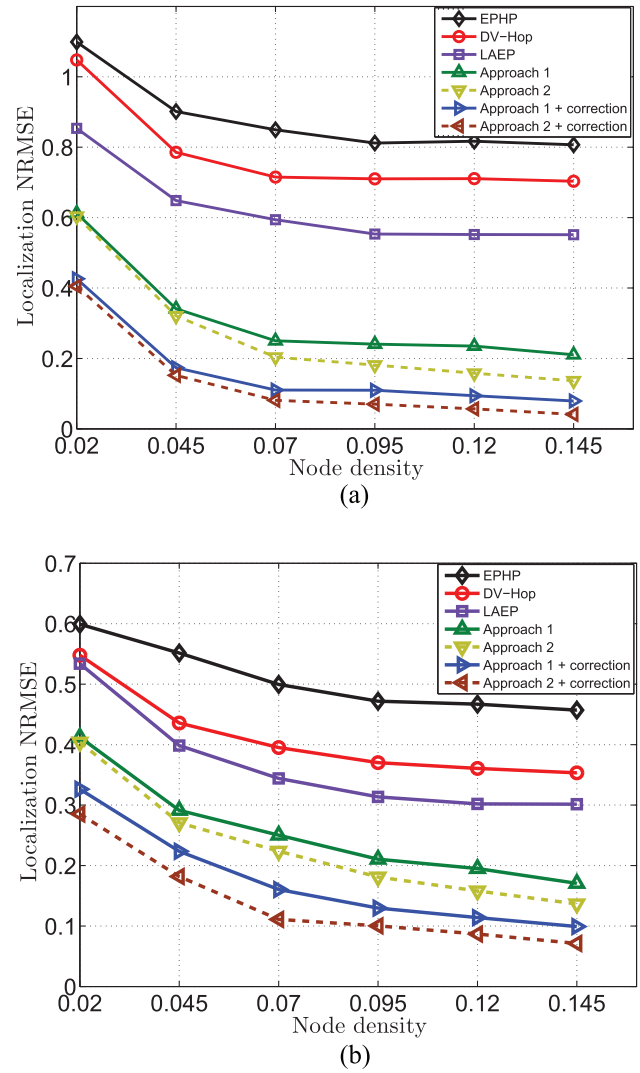 EPHP
DV−Hop
LAEP
Approach 1
Approach 2
Approach 1 + correction
Approach 2 + correction
1
0.8
0.6
0.4
0.2
0
Localization NRMSE
0.02 0.045 0.07 0.095 0.12 0.145
Node density
(a)
EPHP
DV−Hop
LAEP
Approach 1
Approach 2
Approach 1 + correction
Approach 2 + correction
0.7
0.6
0.5
0.4
0.3
0.2
0.1
0
Localization NRMSE
0.02 0.045 0.07 0.095 0.12 0.145
Node density
(b)